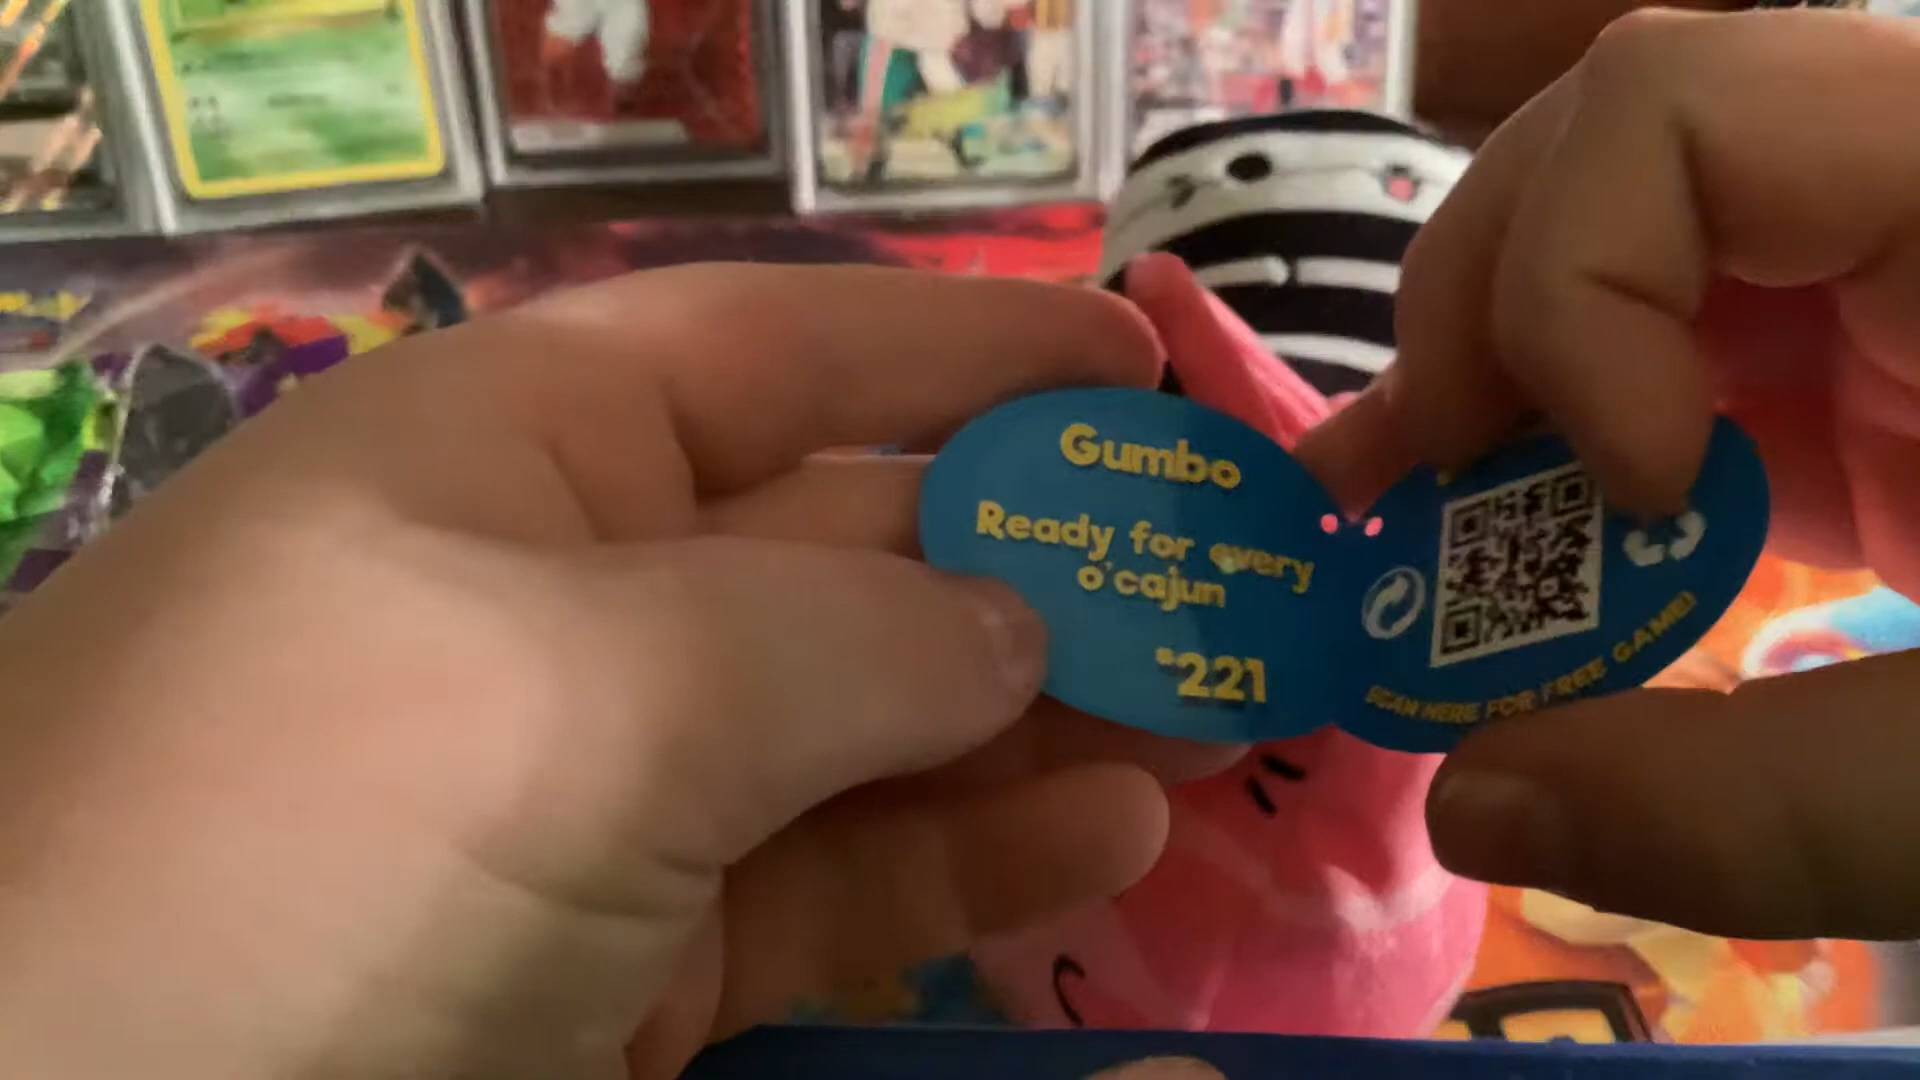 Gumbo
Ready for every
o'cajun
#221
SCAN HERE FOR FREE GAME!